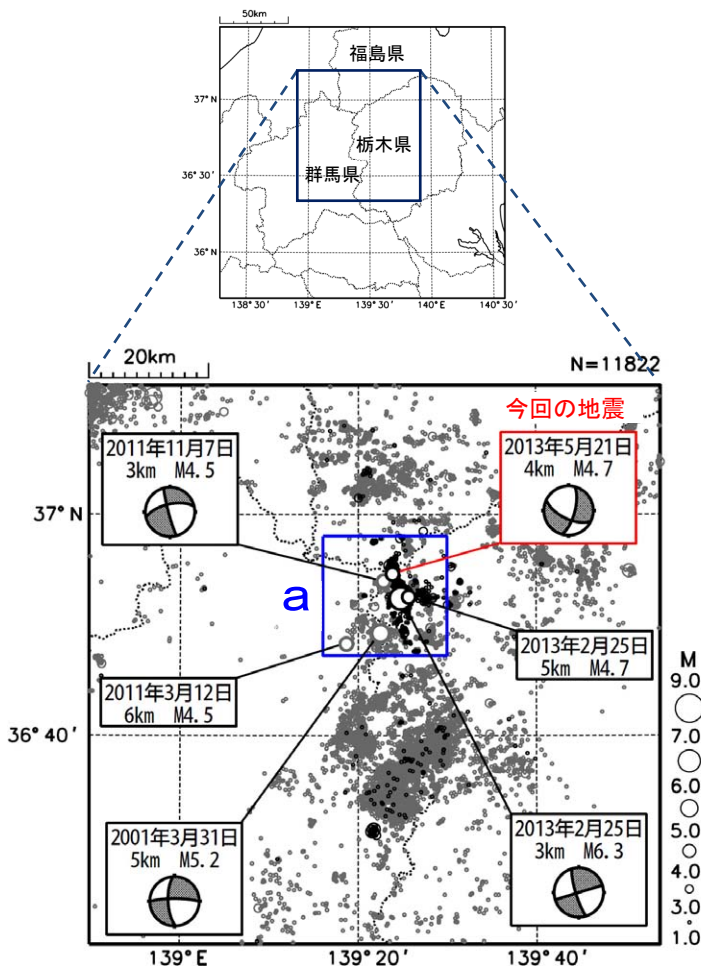 50km
福島県
37°N
栃木県
群馬県
36°30'
36°N
138°30'
139°E
139°30'
140°E
140°30'
20km
N=11822
今回の地震
2011年11月7日
3km M4.5
2013年5月21日
4km M4.7
37°N
a
2013年2月25日
5km M4.7
2011年3月12日
6km M4.5
M
9.0
7.0
6.0
5.0
4.0
3.0
1.0
36°40'
2001年3月31日
5km M5.2
2013年2月25日
3km M6.3
139°E
139°20'
139°40'